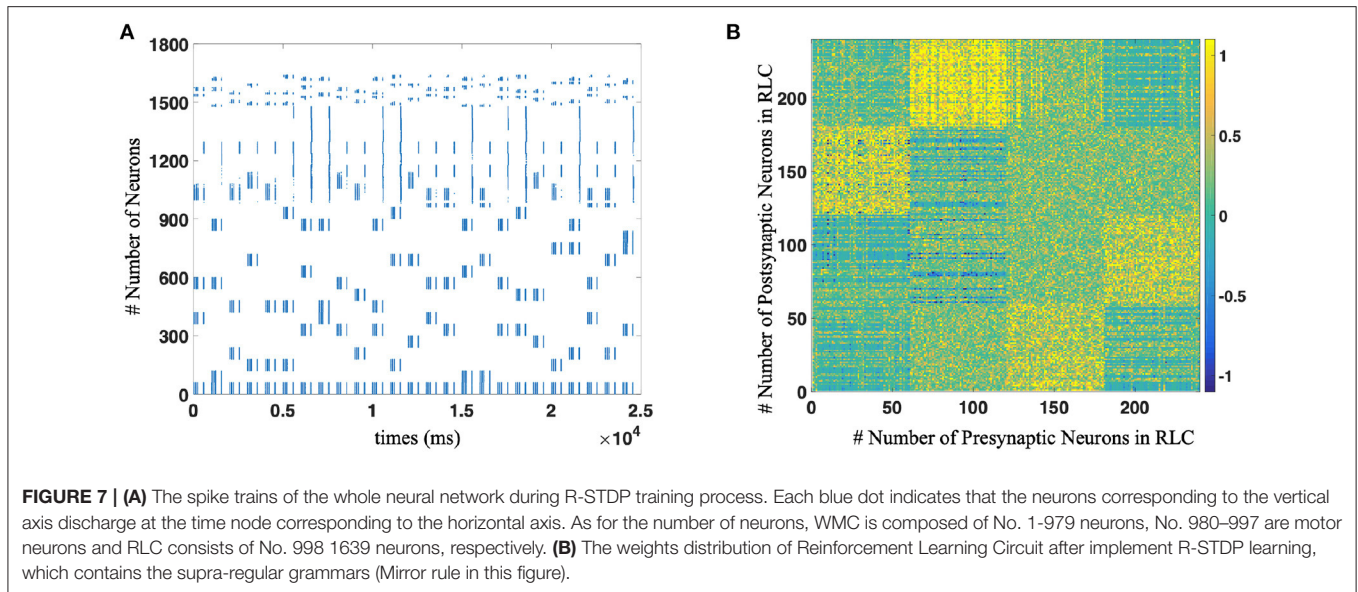 A
B
1800
1500
1200
900
600
300
0
# Number of Neurons
0
0.5
1
1.5
2
2.5
times (ms)
×10⁴
# Number of Postsynaptic Neurons in RLC
200
150
100
50
0
0
50
100
150
200
# Number of Presynaptic Neurons in RLC
1
0.5
0
-0.5
-1
FIGURE 7 | (A) The spike trains of the whole neural network during R-STDP training process. Each blue dot indicates that the neurons corresponding to the vertical
axis discharge at the time node corresponding to the horizontal axis. As for the number of neurons, WMC is composed of No. 1-979 neurons, No. 980–997 are motor
neurons and RLC consists of No. 998 1639 neurons, respectively. (B) The weights distribution of Reinforcement Learning Circuit after implement R-STDP learning,
which contains the supra-regular grammars (Mirror rule in this figure).